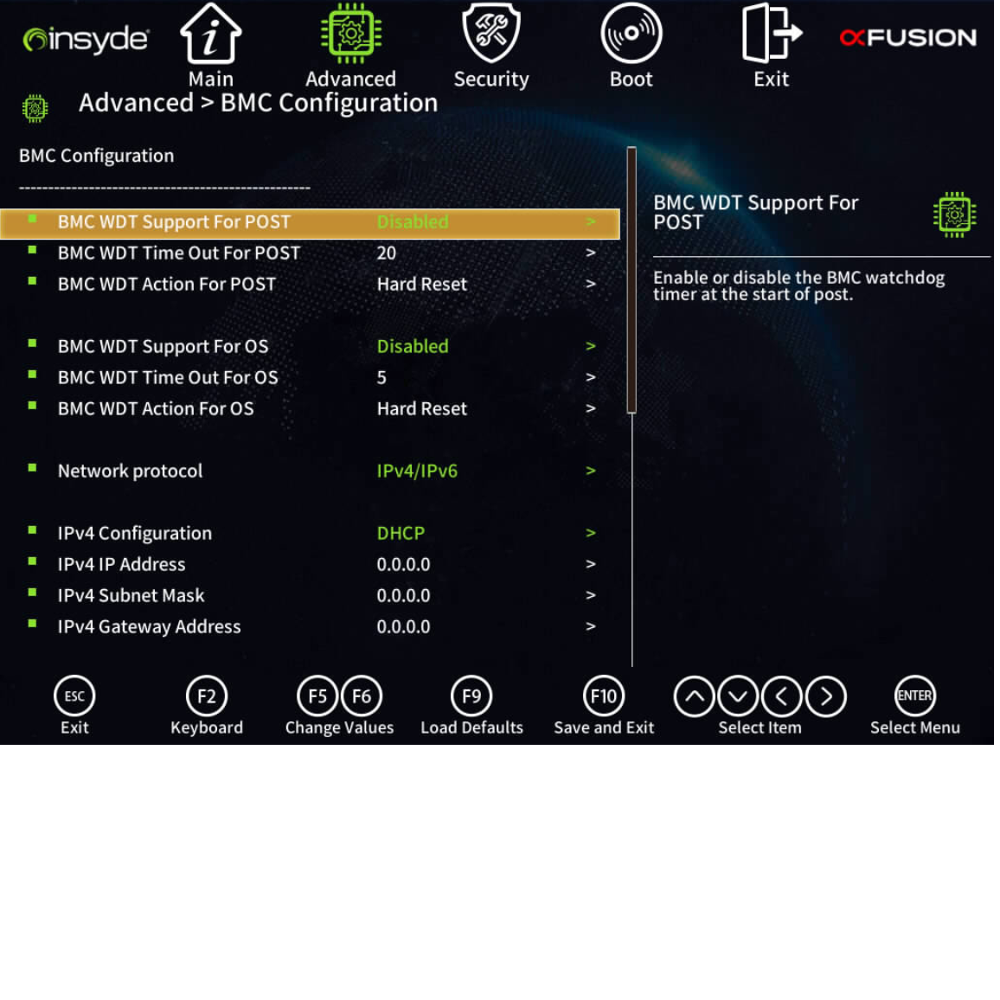 insyde
Main
Advanced
Security
Boot
Exit
xFUSION
Advanced > BMC Configuration
BMC Configuration
--------------------------------------------------
BMC WDT Support For POST Disabled >
BMC WDT Time Out For POST 20 >
BMC WDT Action For POST Hard Reset >
BMC WDT Support For OS Disabled >
BMC WDT Time Out For OS 5 >
BMC WDT Action For OS Hard Reset >
Network protocol IPv4/IPv6 >
IPv4 Configuration DHCP >
IPv4 IP Address 0.0.0.0 >
IPv4 Subnet Mask 0.0.0.0 >
IPv4 Gateway Address 0.0.0.0 >
BMC WDT Support For
POST
Enable or disable the BMC watchdog
timer at the start of post.
ESC
Exit
F2
Keyboard
F5 F6
Change Values
F9
Load Defaults
F10
Save and Exit
Select Item
ENTER
Select Menu